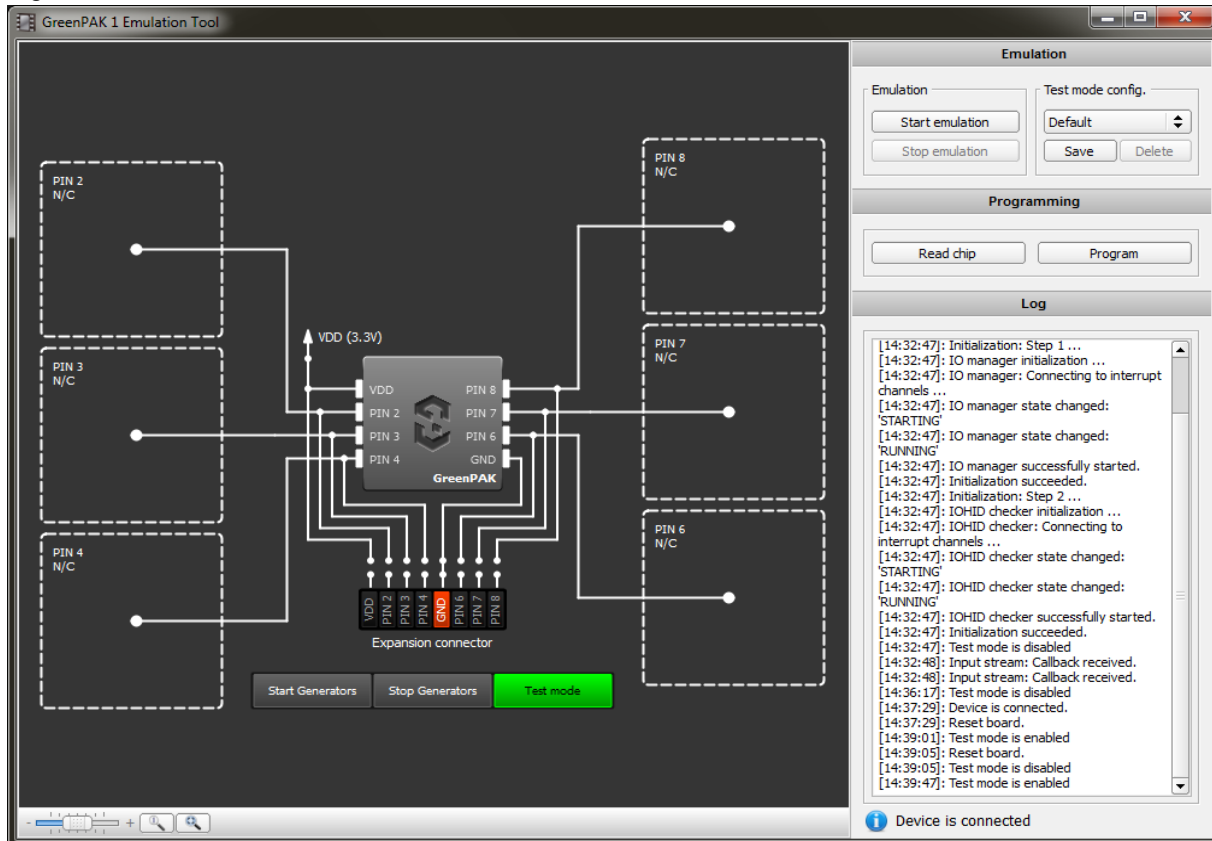 GreenPAK 1 Emulation Tool
PIN 2
N/C
PIN 3
N/C
PIN 4
N/C
PIN 8
N/C
PIN 7
N/C
PIN 6
N/C
VDD (3.3V)
VDD
PIN 2
PIN 3
PIN 4
PIN 8
PIN 7
PIN 6
GND
GreenPAK
VDD
PIN 2
PIN 3
PIN 4
GND
PIN 6
PIN 7
PIN 8
Expansion connector
Start Generators
Stop Generators
Test mode
- +
Emulation
Emulation
Start emulation
Stop emulation
Test mode config.
Default
Save
Delete
Programming
Read chip
Program
Log
[14:32:47]: Initialization: Step 1 ...
[14:32:47]: IO manager initialization ...
[14:32:47]: IO manager: Connecting to interrupt
channels ...
[14:32:47]: IO manager state changed:
'STARTING'
[14:32:47]: IO manager state changed:
'RUNNING'
[14:32:47]: IO manager successfully started.
[14:32:47]: Initialization succeeded.
[14:32:47]: Initialization: Step 2 ...
[14:32:47]: IOHID checker initialization ...
[14:32:47]: IOHID checker: Connecting to
interrupt channels ...
[14:32:47]: IOHID checker state changed:
'STARTING'
[14:32:47]: IOHID checker state changed:
'RUNNING'
[14:32:47]: IOHID checker successfully started.
[14:32:47]: Initialization succeeded.
[14:32:47]: Test mode is disabled
[14:32:48]: Input stream: Callback received.
[14:32:48]: Input stream: Callback received.
[14:36:17]: Test mode is disabled
[14:37:29]: Device is connected.
[14:37:29]: Reset board.
[14:39:01]: Test mode is enabled
[14:39:05]: Reset board.
[14:39:05]: Test mode is disabled
[14:39:47]: Test mode is enabled
Device is connected